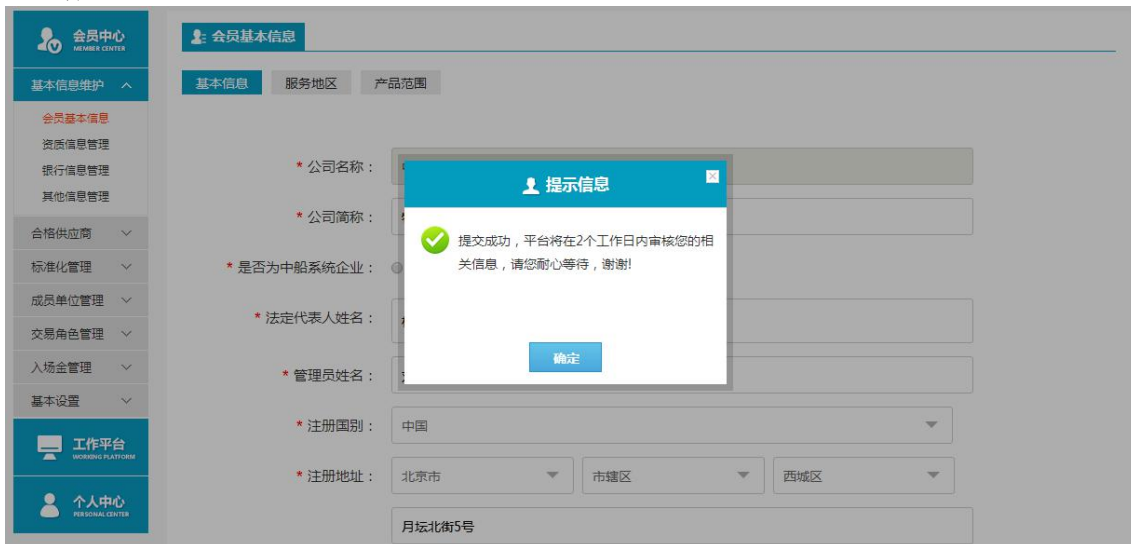 会员中心
MEMBER CENTER
基本信息维护
会员基本信息
资质信息管理
银行信息管理
其他信息管理
合格供应商
标准化管理
成员单位管理
交易角色管理
入场金管理
基本设置
工作平台
WORKING PLATFORM
个人中心
PERSONAL CENTER
会员基本信息
基本信息 服务地区 产品范围
* 公司名称：
* 公司简称：
* 是否为中船系统企业：
* 法定代表人姓名：
* 管理员姓名：
* 注册国别： 中国
* 注册地址： 北京市 市辖区 西城区
月坛北街5号
提示信息
提交成功，平台将在2个工作日内审核您的相
关信息，请您耐心等待，谢谢!
确定